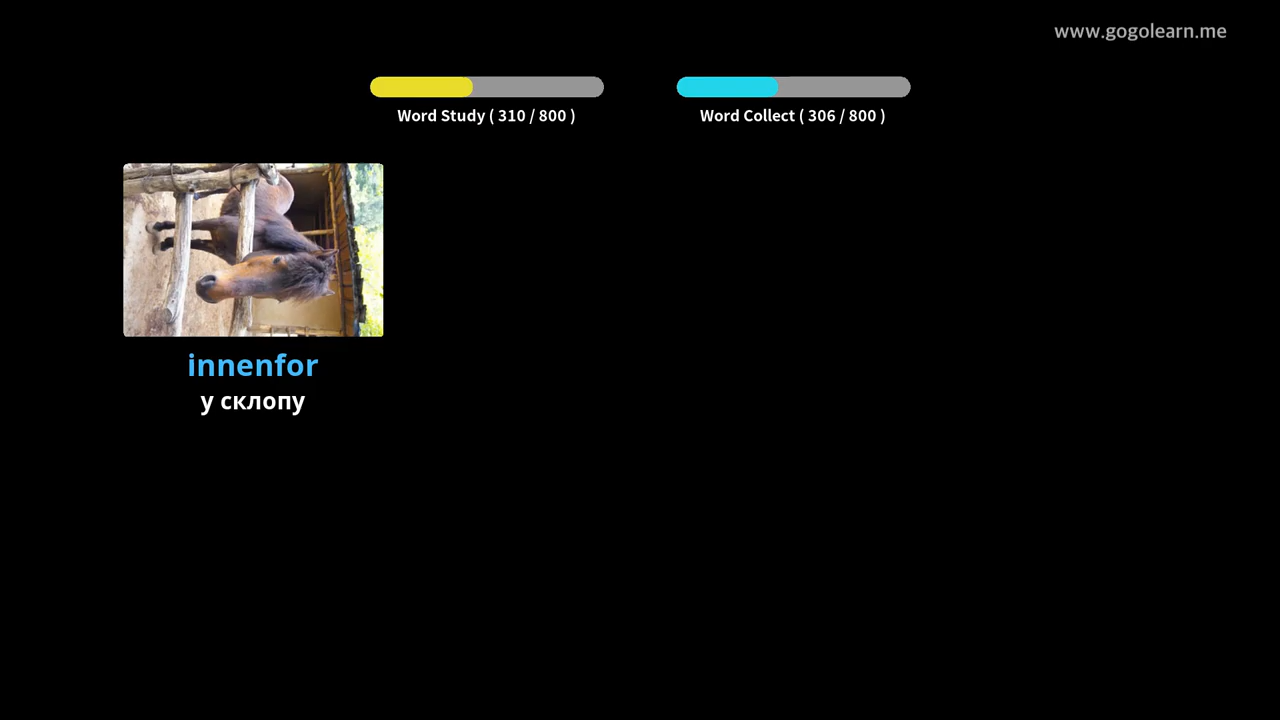 www.gogolearn.me
Word Study ( 310 / 800 )
Word Collect ( 306 / 800 )
innenfor
у склопу